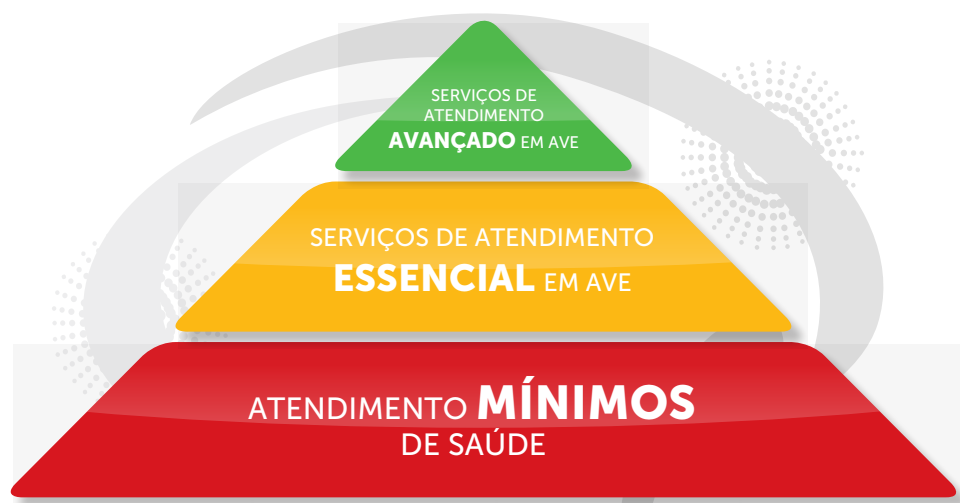 SERVIÇOS DE
ATENDIMENTO
AVANÇADO EM AVE
SERVIÇOS DE ATENDIMENTO
ESSENCIAL EM AVE
ATENDIMENTO MÍNIMOS
DE SAÚDE